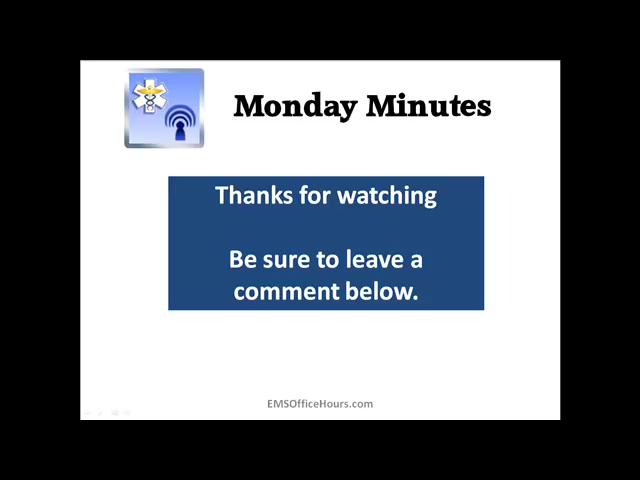 Monday Minutes
Thanks for watching
Be sure to leave a
comment below.
EMSOfficeHours.com